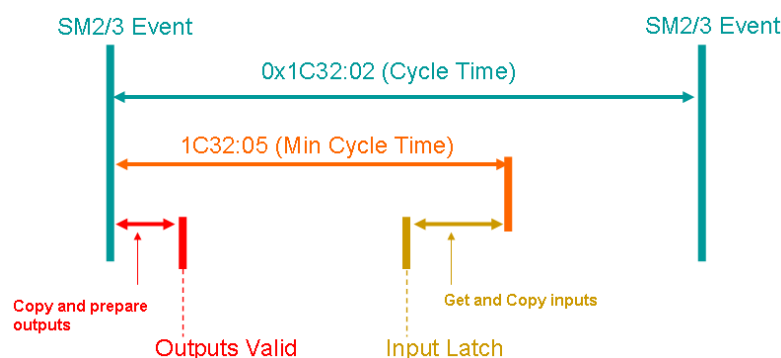 SM2/3 Event
SM2/3 Event
0x1C32:02 (Cycle Time)
1C32:05 (Min Cycle Time)
Copy and prepare
outputs
Get and Copy inputs
Outputs Valid
Input Latch